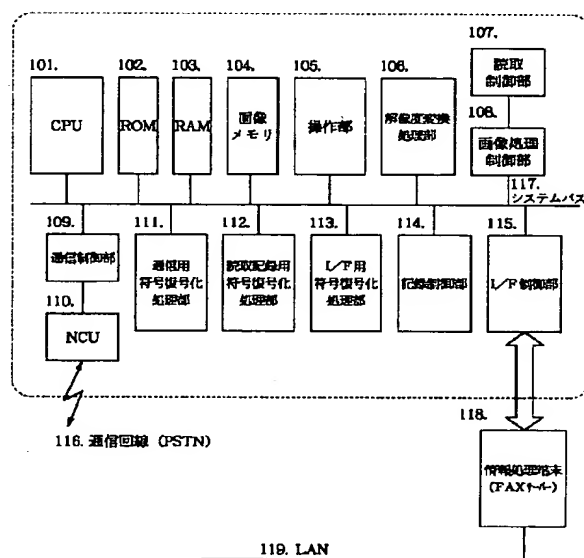 107.
読取
制御部
101.
CPU
102.
ROM
103.
RAM
104.
画像
メモリ
105.
操作部
106.
解像度変換
処理部
108.
画像処理
制御部
117.
システムバス
109.
通信制御部
110.
NCU
111.
通信用
符号復号化
処理部
112.
読取記録用
符号復号化
処理部
113.
I/F用
符号復号化
処理部
114.
記録制御部
115.
I/F制御部
116. 通信回線 (PSTN)
118.
情報処理端末
(FAXサーバー)
119. LAN